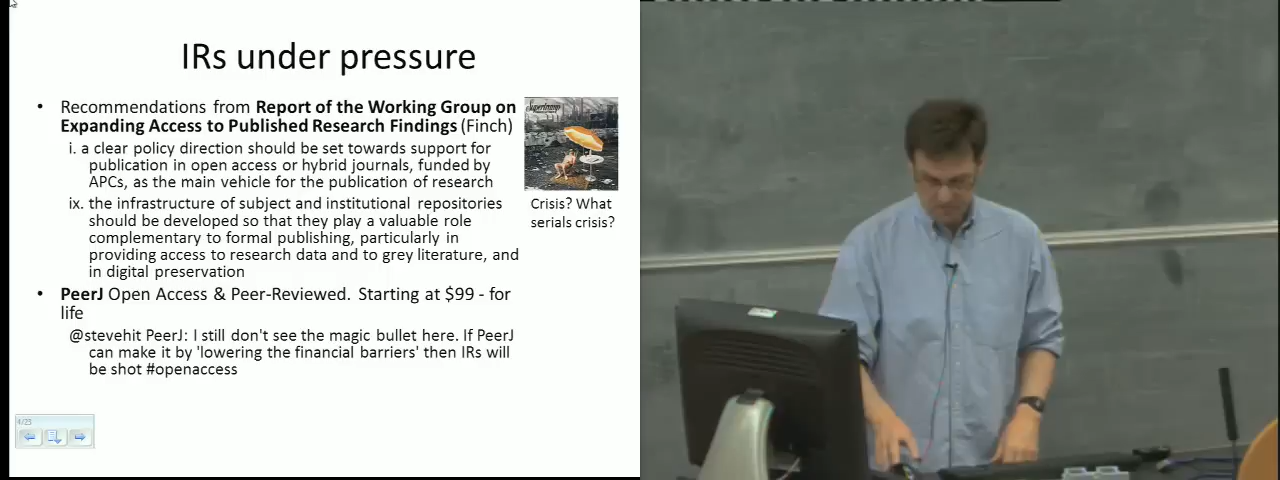 IRs under pressure
• Recommendations from Report of the Working Group on
Expanding Access to Published Research Findings (Finch)
i. a clear policy direction should be set towards support for
publication in open access or hybrid journals, funded by
APCs, as the main vehicle for the publication of research
ix. the infrastructure of subject and institutional repositories
should be developed so that they play a valuable role
complementary to formal publishing, particularly in
providing access to research data and to grey literature, and
in digital preservation
Supertramp
Crisis? What
serials crisis?
• PeerJ Open Access & Peer-Reviewed. Starting at $99 - for
life
@stevehit PeerJ: I still don't see the magic bullet here. If PeerJ
can make it by 'lowering the financial barriers' then IRs will
be shot #openaccess
4/25